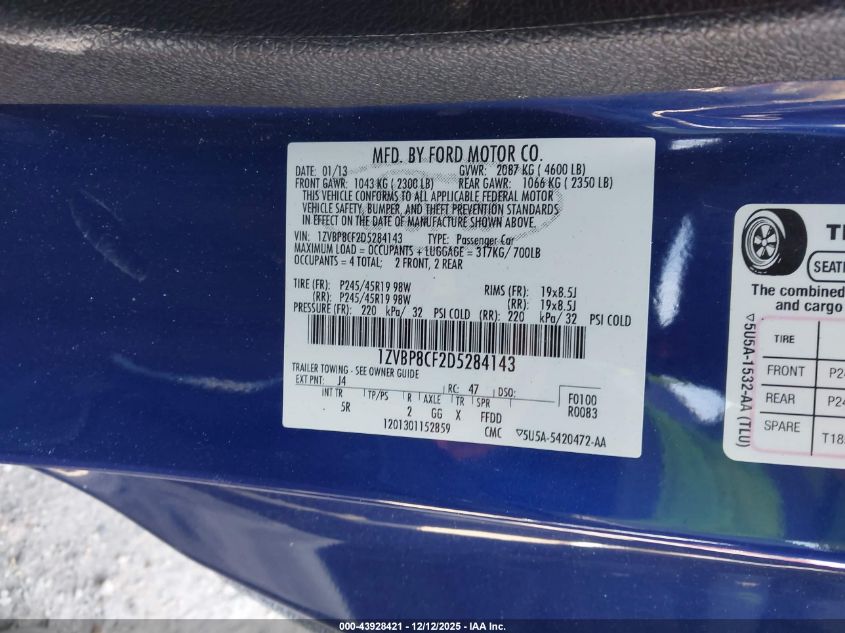 MFD. BY FORD MOTOR CO.
DATE: 01/13 GVWR: 2087 KG ( 4600 LB)
FRONT GAWR: 1043 KG ( 2300 LB) REAR GAWR: 1066 KG ( 2350 LB)
THIS VEHICLE CONFORMS TO ALL APPLICABLE FEDERAL MOTOR
VEHICLE SAFETY, BUMPER, AND THEFT PREVENTION STANDARDS
IN EFFECT ON THE DATE OF MANUFACTURE SHOWN ABOVE.
VIN: 1ZVBP8CF2D5284143 TYPE: Passenger Car
MAXIMUM LOAD = OCCUPANTS + LUGGAGE = 317KG/ 700LB
OCCUPANTS = 4 TOTAL; 2 FRONT, 2 REAR
TIRE (FR): P245/45R19 98W RIMS (FR): 19x8.5J
(RR): P245/45R19 98W (RR): 19x8.5J
PRESSURE (FR): 220 kPa/ 32 PSI COLD (RR): 220 kPa/ 32 PSI COLD
1ZVBP8CF2D5284143
TRAILER TOWING - SEE OWNER GUIDE
EXT PNT: J4 RC: 47 DSO:
INT TR TP/PS R AXLE TR SPR F0100
5R 2 GG X FFDD R0083
1201301152859 CMC ▽5U5A-5420472-AA
TI
SEATI
The combined
and cargo
TIRE
FRONT P24
REAR P24
SPARE T18
▽5U5A-1532-AA (TLU)
000-43928421 - 12/12/2025 - IAA Inc.